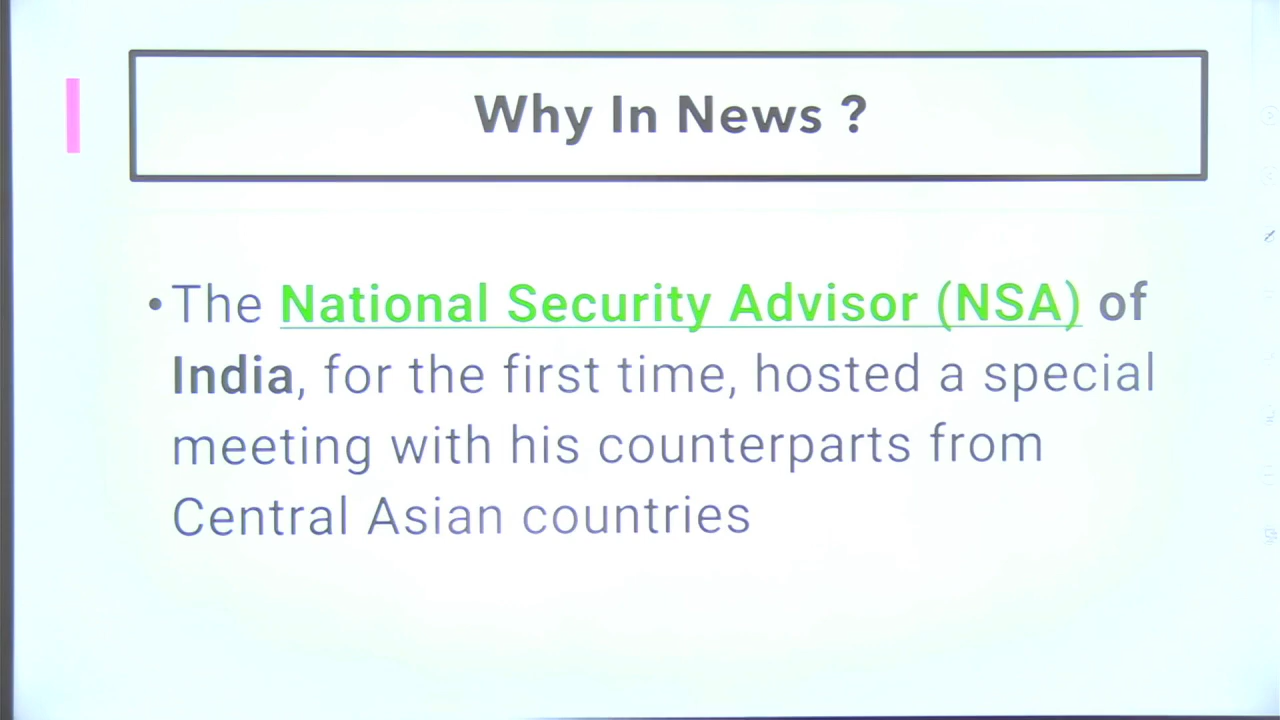 Why In News ?
•The National Security Advisor (NSA) of
India, for the first time, hosted a special
meeting with his counterparts from
Central Asian countries